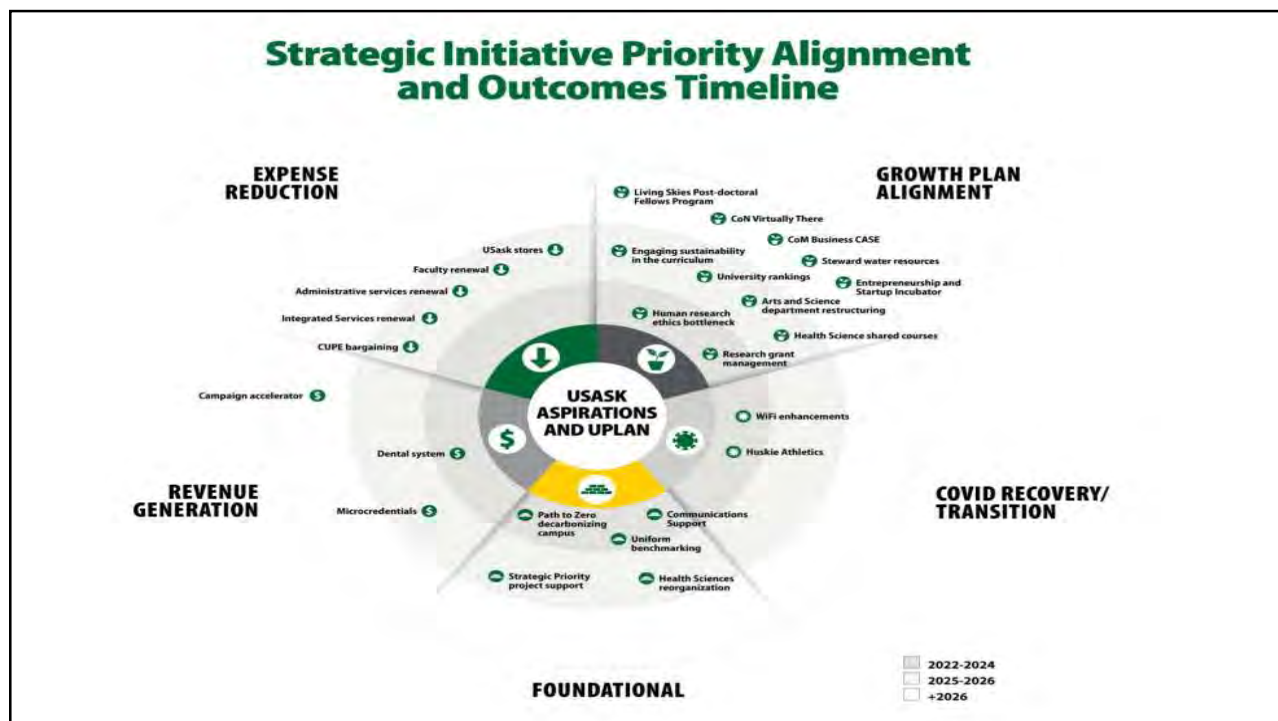 Strategic Initiative Priority Alignment
and Outcomes Timeline
EXPENSE
REDUCTION
USask stores
Faculty renewal
Administrative services renewal
Integrated Services renewal
CUPE bargaining
GROWTH PLAN
ALIGNMENT
Living Skies Post-doctoral
Fellows Program
CoN Virtually There
CoM Business CASE
Engaging sustainability
in the curriculum
Steward water resources
University rankings
Entrepreneurship and
Startup Incubator
Arts and Science
department restructuring
Human research
ethics bottleneck
Health Science shared courses
Research grant
management
USASK
ASPIRATIONS
AND UPLAN
$
Campaign accelerator $
Dental system $
Microcredentials $
REVENUE
GENERATION
WiFi enhancements
Huskie Athletics
COVID RECOVERY/
TRANSITION
Path to Zero
decarbonizing
campus
Communications
Support
Uniform
benchmarking
Strategic Priority
project support
Health Sciences
reorganization
FOUNDATIONAL
2022-2024
2025-2026
+2026